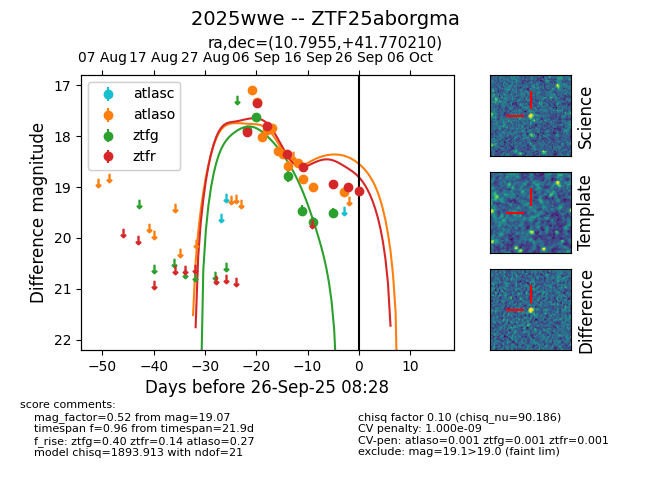 2025wwe -- ZTF25aborgma
ra,dec=(10.7955,+41.770210)
07 Aug 17 Aug 27 Aug 06 Sep 16 Sep 26 Sep 06 Oct
atlasc
atlaso
ztfg
ztfr
17
18
19
20
21
22
Difference magnitude
−50 −40 −30 −20 −10 0 10
Days before 26-Sep-25 08:28
Science
Template
Difference
score comments:
mag_factor=0.52 from mag=19.07
timespan f=0.96 from timespan=21.9d
f_rise: ztfg=0.40 ztfr=0.14 atlaso=0.27
model chisq=1893.913 with ndof=21
chisq factor 0.10 (chisq_nu=90.186)
CV penalty: 1.000e-09
CV-pen: atlaso=0.001 ztfg=0.001 ztfr=0.001
exclude: mag=19.1>19.0 (faint lim)